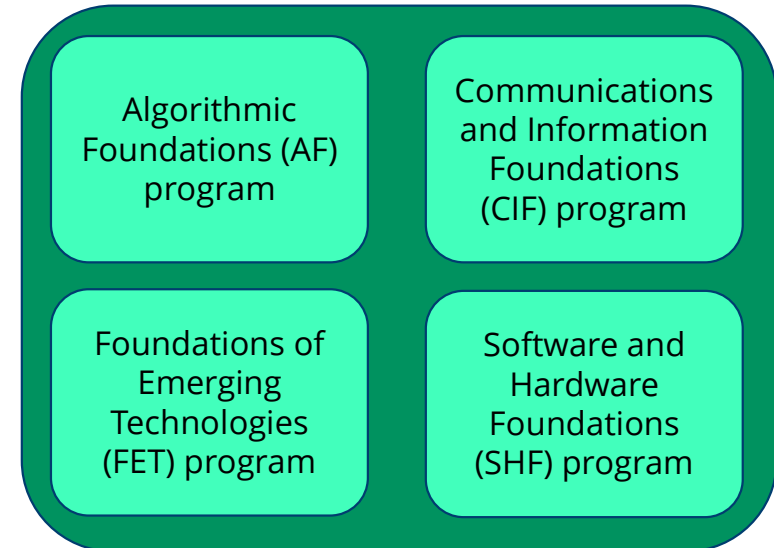 Algorithmic
Foundations (AF)
program
Communications
and Information
Foundations
(CIF) program
Foundations of
Emerging
Technologies
(FET) program
Software and
Hardware
Foundations
(SHF) program